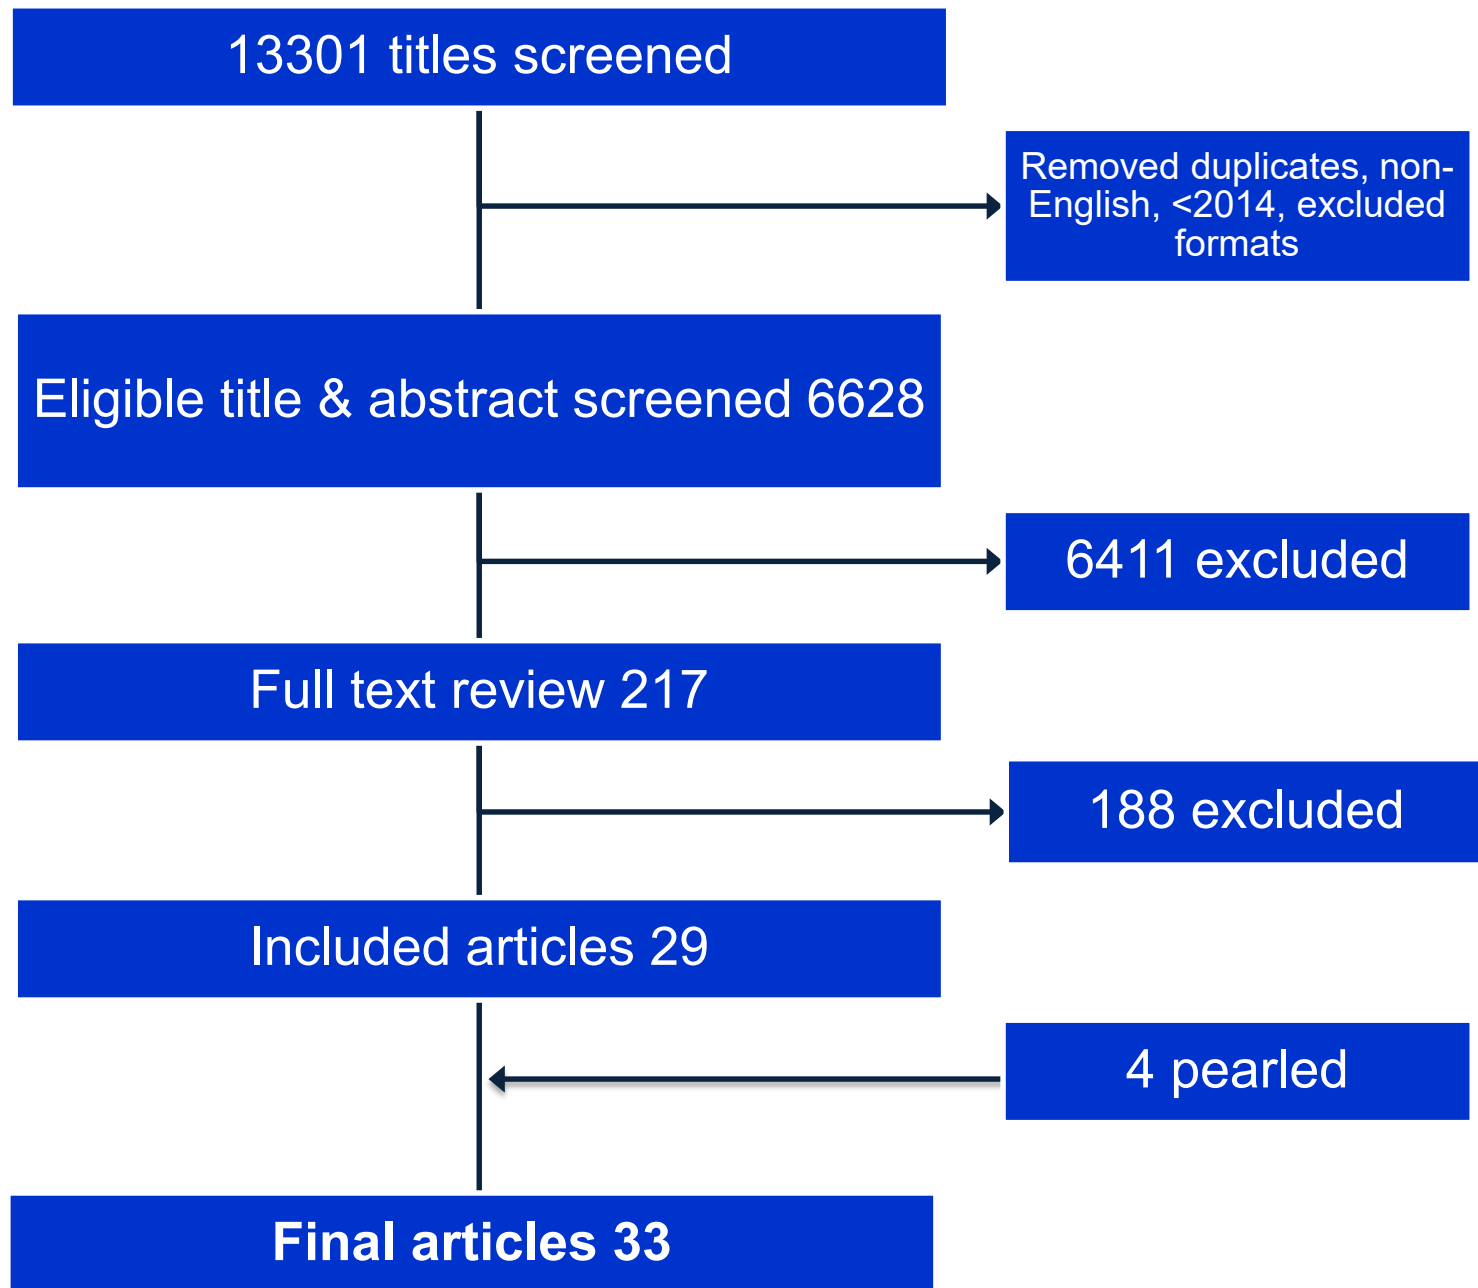 13301 titles screened
Removed duplicates, non-
English, <2014, excluded
formats
Eligible title & abstract screened 6628
6411 excluded
Full text review 217
188 excluded
Included articles 29
4 pearled
Final articles 33